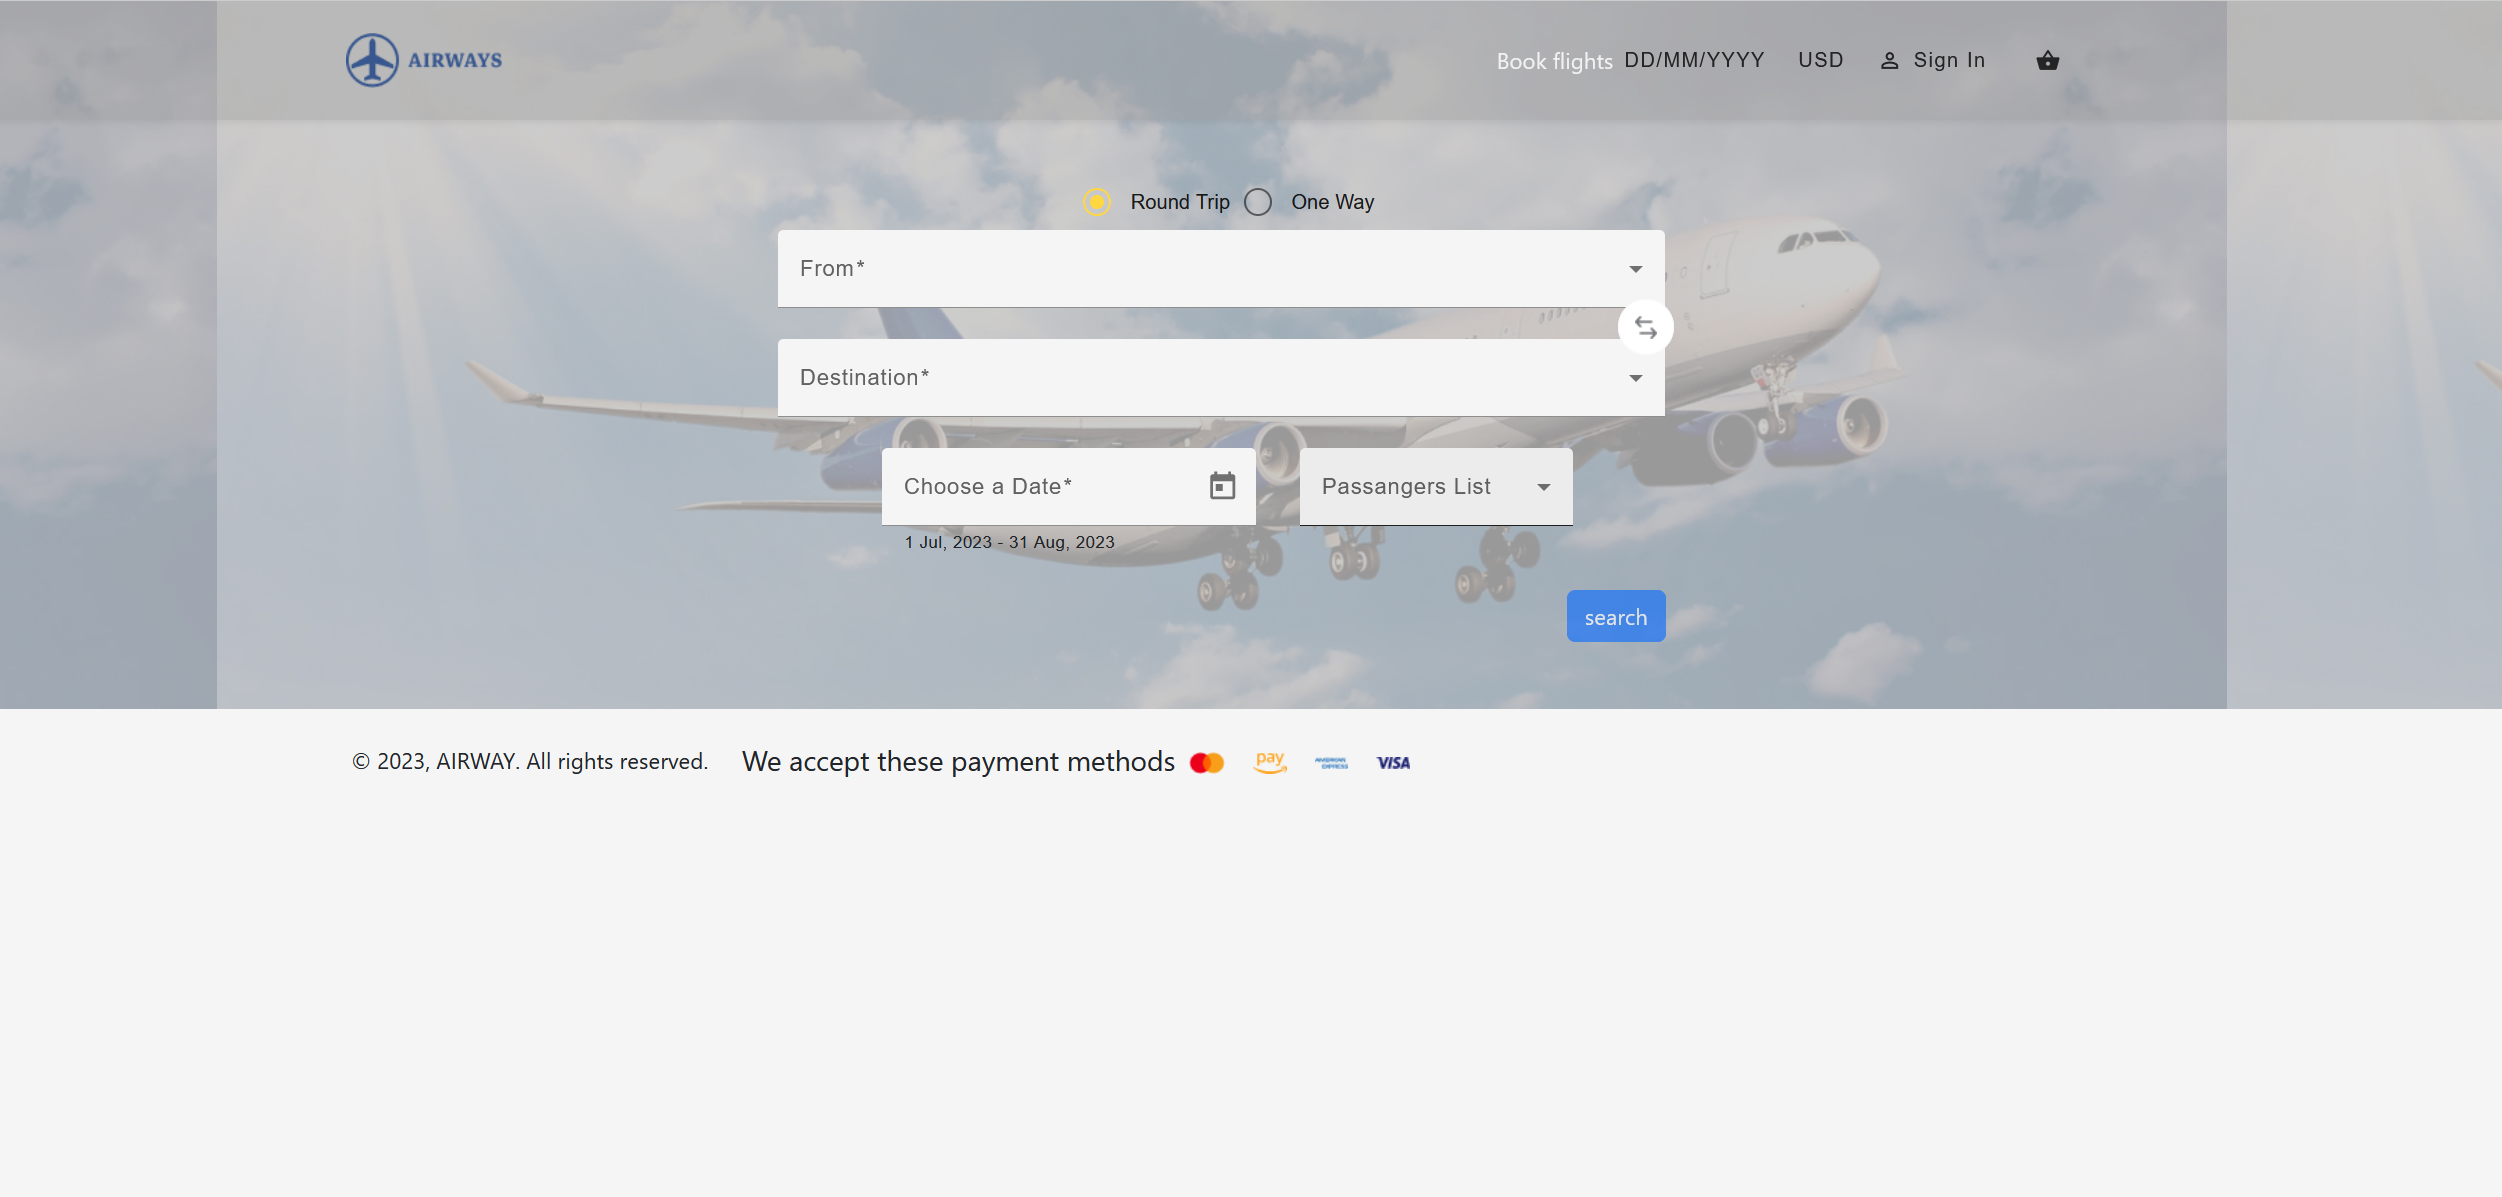 AIRWAYS
Book flights DD/MM/YYYY USD Sign In
Round Trip One Way
From*
Destination*
Choose a Date* Passangers List
1 Jul, 2023 - 31 Aug, 2023
search
© 2023, AIRWAY. All rights reserved. We accept these payment methods pay AMERICAN EXPRESS VISA